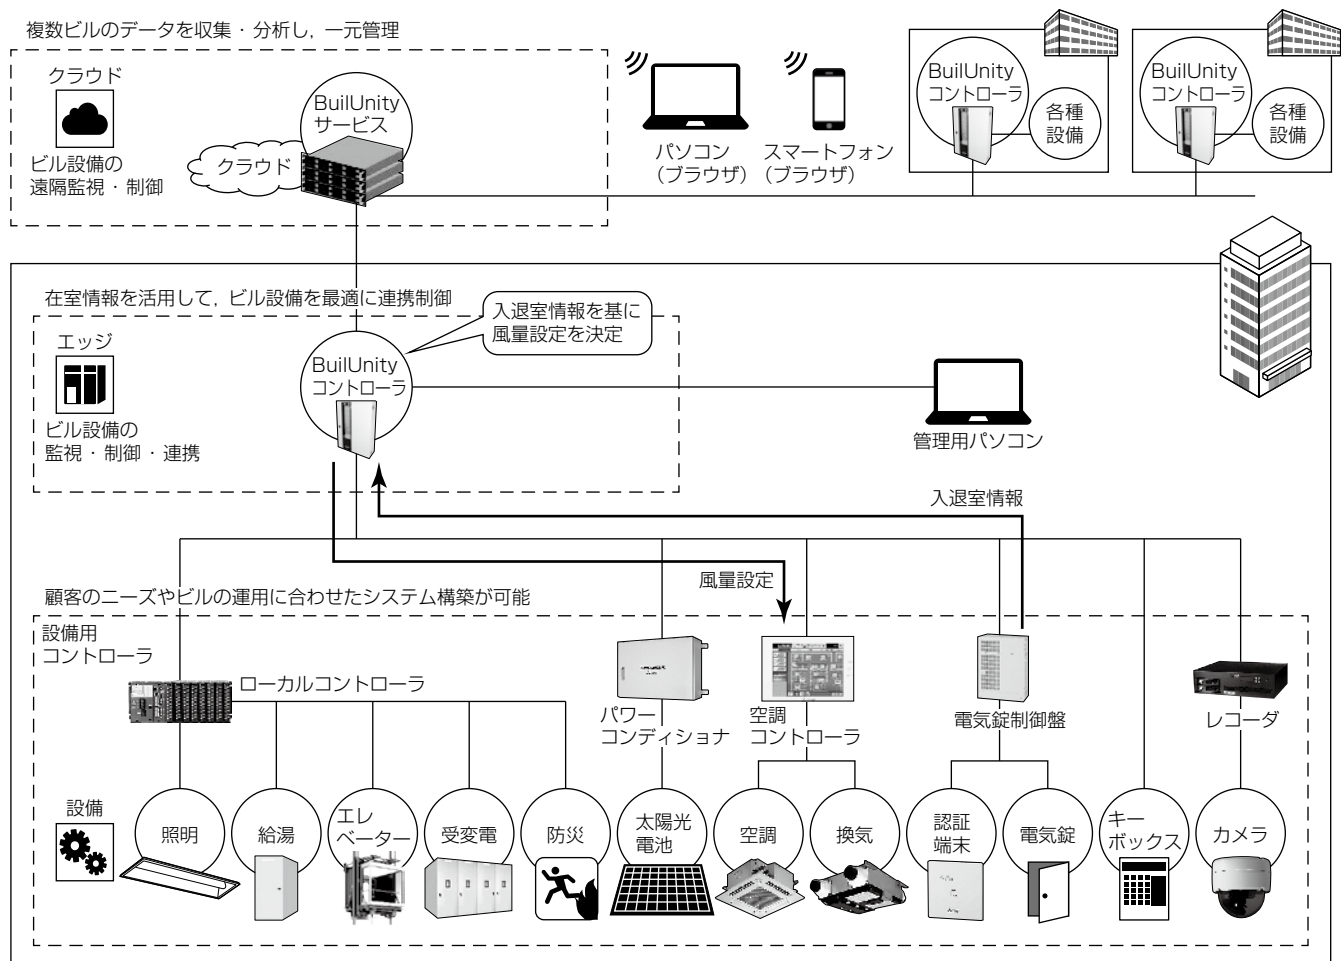 複数ビルのデータを収集・分析し，一元管理
クラウド
ビル設備の
遠隔監視・制御
BuilUnity
サービス
クラウド
パソコン
（ブラウザ）
スマートフォン
（ブラウザ）
BuilUnity
コントローラ
各種
設備
BuilUnity
コントローラ
各種
設備
在室情報を活用して，ビル設備を最適に連携制御
エッジ
ビル設備の
監視・制御・連携
BuilUnity
コントローラ
入退室情報を基に
風量設定を決定
管理用パソコン
入退室情報
風量設定
顧客のニーズやビルの運用に合わせたシステム構築が可能
設備用
コントローラ
ローカルコントローラ
パワー
コンディショナ
空調
コントローラ
電気錠制御盤
レコーダ
設備
照明
給湯
エレ
ベーター
受変電
防災
太陽光
電池
空調
換気
認証
端末
電気錠
キー
ボックス
カメラ